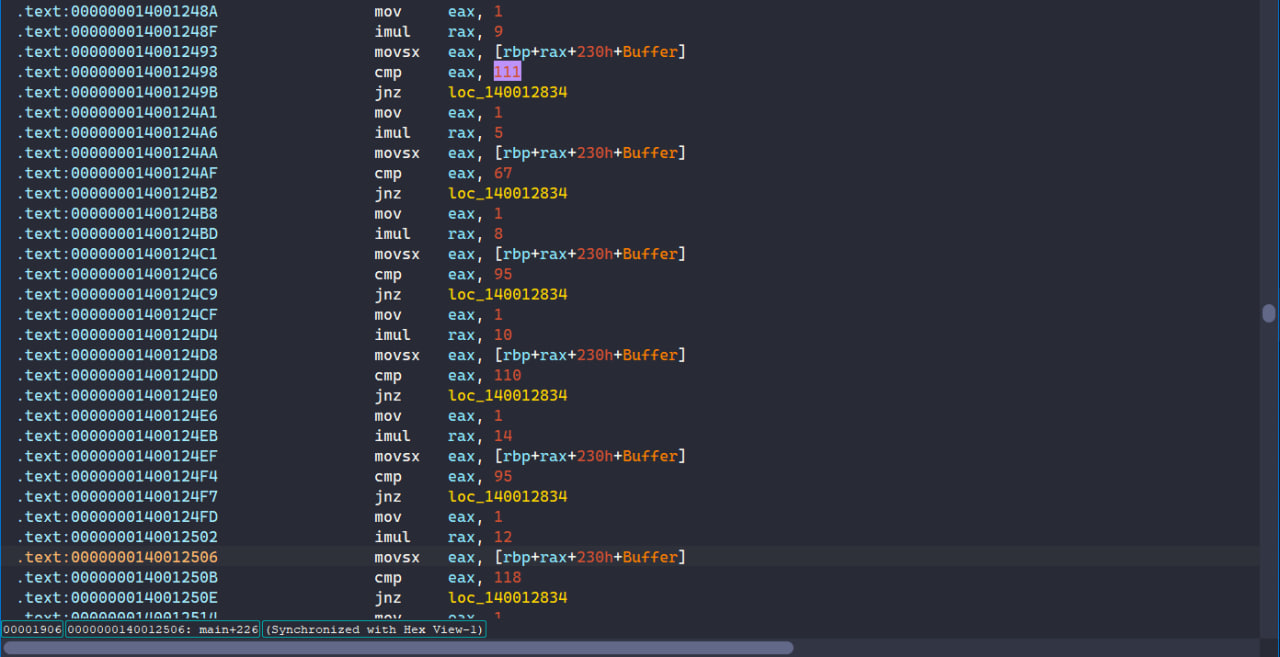 .text:000000014001248A mov eax, 1
.text:000000014001248F imul rax, 9
.text:0000000140012493 movsx eax, [rbp+rax+230h+Buffer]
.text:0000000140012498 cmp eax, 111
.text:000000014001249B jnz loc_140012834
.text:00000001400124A1 mov eax, 1
.text:00000001400124A6 imul rax, 5
.text:00000001400124AA movsx eax, [rbp+rax+230h+Buffer]
.text:00000001400124AF cmp eax, 67
.text:00000001400124B2 jnz loc_140012834
.text:00000001400124B8 mov eax, 1
.text:00000001400124BD imul rax, 8
.text:00000001400124C1 movsx eax, [rbp+rax+230h+Buffer]
.text:00000001400124C6 cmp eax, 95
.text:00000001400124C9 jnz loc_140012834
.text:00000001400124CF mov eax, 1
.text:00000001400124D4 imul rax, 10
.text:00000001400124D8 movsx eax, [rbp+rax+230h+Buffer]
.text:00000001400124DD cmp eax, 110
.text:00000001400124E0 jnz loc_140012834
.text:00000001400124E6 mov eax, 1
.text:00000001400124EB imul rax, 14
.text:00000001400124EF movsx eax, [rbp+rax+230h+Buffer]
.text:00000001400124F4 cmp eax, 95
.text:00000001400124F7 jnz loc_140012834
.text:00000001400124FD mov eax, 1
.text:0000000140012502 imul rax, 12
.text:0000000140012506 movsx eax, [rbp+rax+230h+Buffer]
.text:000000014001250B cmp eax, 118
.text:000000014001250E jnz loc_140012834
.text:0000000140012514 mov eax, 1
00001906 0000000140012506: main+226 (Synchronized with Hex View-1)